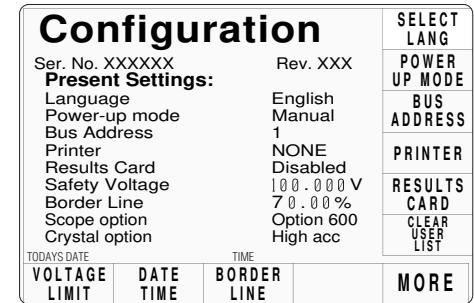 Configuration
Ser. No. XXXXXX Rev. XXX
Present Settings:
Language English
Power-up mode Manual
Bus Address 1
Printer NONE
Results Card Disabled
Safety Voltage 100.000 V
Border Line 70.00%
Scope option Option 600
Crystal option High acc
TODAYS DATE TIME
SELECT
LANG
POWER
UP MODE
BUS
ADDRESS
PRINTER
RESULTS
CARD
CLEAR
USER
LIST
VOLTAGE
LIMIT
DATE
TIME
BORDER
LINE
MORE